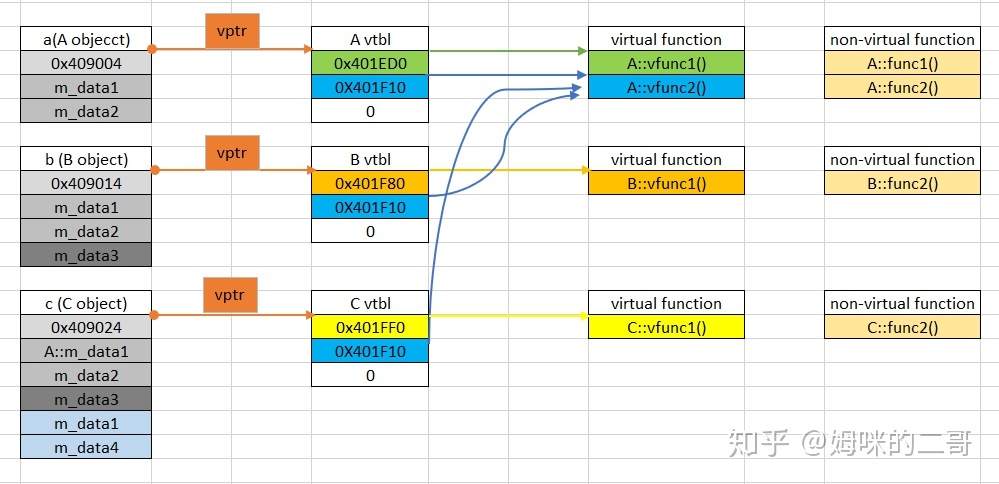 vptr
a(A objecct)
A vtbl
virtual function
non-virtual function
0x409004
0x401ED0
A::vfunc1()
A::func1()
m_data1
0X401F10
A::vfunc2()
A::func2()
m_data2
0
vptr
b (B object)
B vtbl
virtual function
non-virtual function
0x409014
0x401F80
B::vfunc1()
B::func2()
m_data1
0X401F10
m_data2
0
m_data3
vptr
c (C object)
C vtbl
virtual function
non-virtual function
0x409024
0x401FF0
C::vfunc1()
C::func2()
A::m_data1
0X401F10
m_data2
0
m_data3
m_data1
m_data4
知乎 @姆咪的二哥